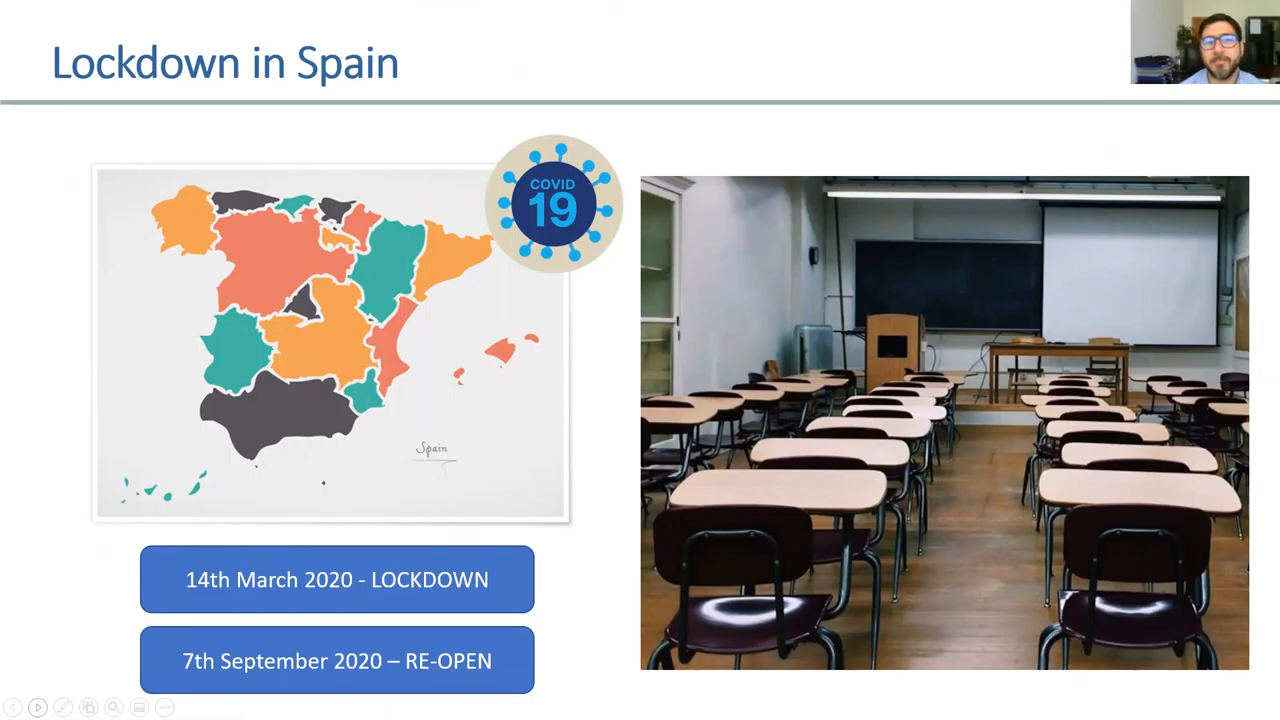 Lockdown in Spain
COVID
19
Spain
14th March 2020 - LOCKDOWN
7th September 2020 – RE-OPEN